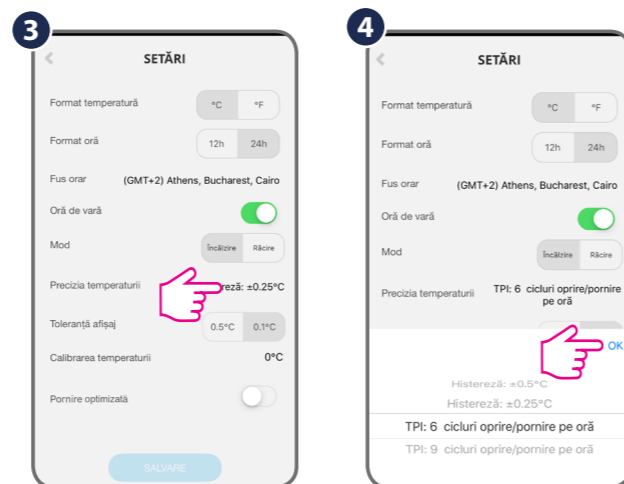 3
SETĂRI
Format temperatură °C °F
Format oră 12h 24h
Fus orar (GMT+2) Athens, Bucharest, Cairo
Oră de vară
Mod Încălzire Răcire
Precizia temperaturii reză: ±0.25°C
Toleranță afișaj 0.5°C 0.1°C
Calibrarea temperaturii 0°C
Pornire optimizată
SALVARE
4
SETĂRI
Format temperatură °C °F
Format oră 12h 24h
Fus orar (GMT+2) Athens, Bucharest, Cairo
Oră de vară
Mod Încălzire Răcire
Precizia temperaturii TPI: 6 cicluri oprire/pornire
pe oră
OK
Histereză: ±0.5°C
Histereză: ±0.25°C
TPI: 6 cicluri oprire/pornire pe oră
TPI: 9 cicluri oprire/pornire pe oră